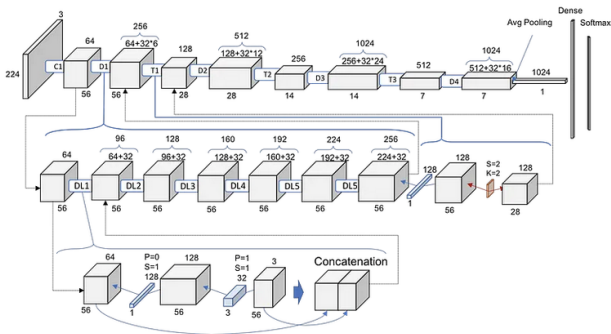 3
224
C1
64
56
D1
256
64+32*6
56
T1
128
28
D2
512
128+32*12
28
T2
256
14
D3
1024
256+32*24
14
T3
512
7
D4
1024
512+32*16
7
Avg Pooling
1024
1
Dense
Softmax
64
56
DL1
96
64+32
56
DL2
128
96+32
56
DL3
160
128+32
56
DL4
192
160+32
56
DL5
224
192+32
56
DL5
256
224+32
56
128
1
128
56
S=2
K=2
128
28
64
56
P=0
S=1
128
1
128
56
P=1
S=1
32
3
3
56
Concatenation